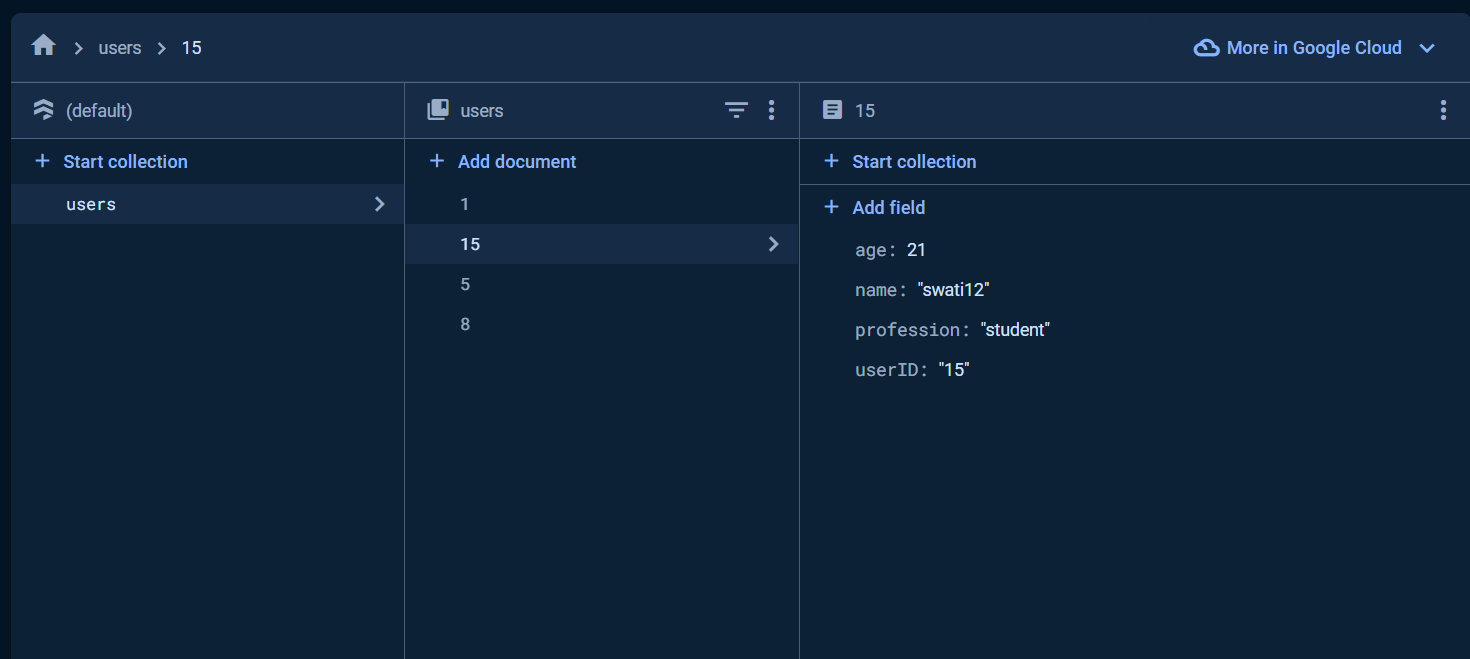 users 15 More in Google Cloud
(default) users 15
+ Start collection + Add document + Start collection
users 1 + Add field
15 age: 21
5 name: "swati12"
8 profession: "student"
userID: "15"